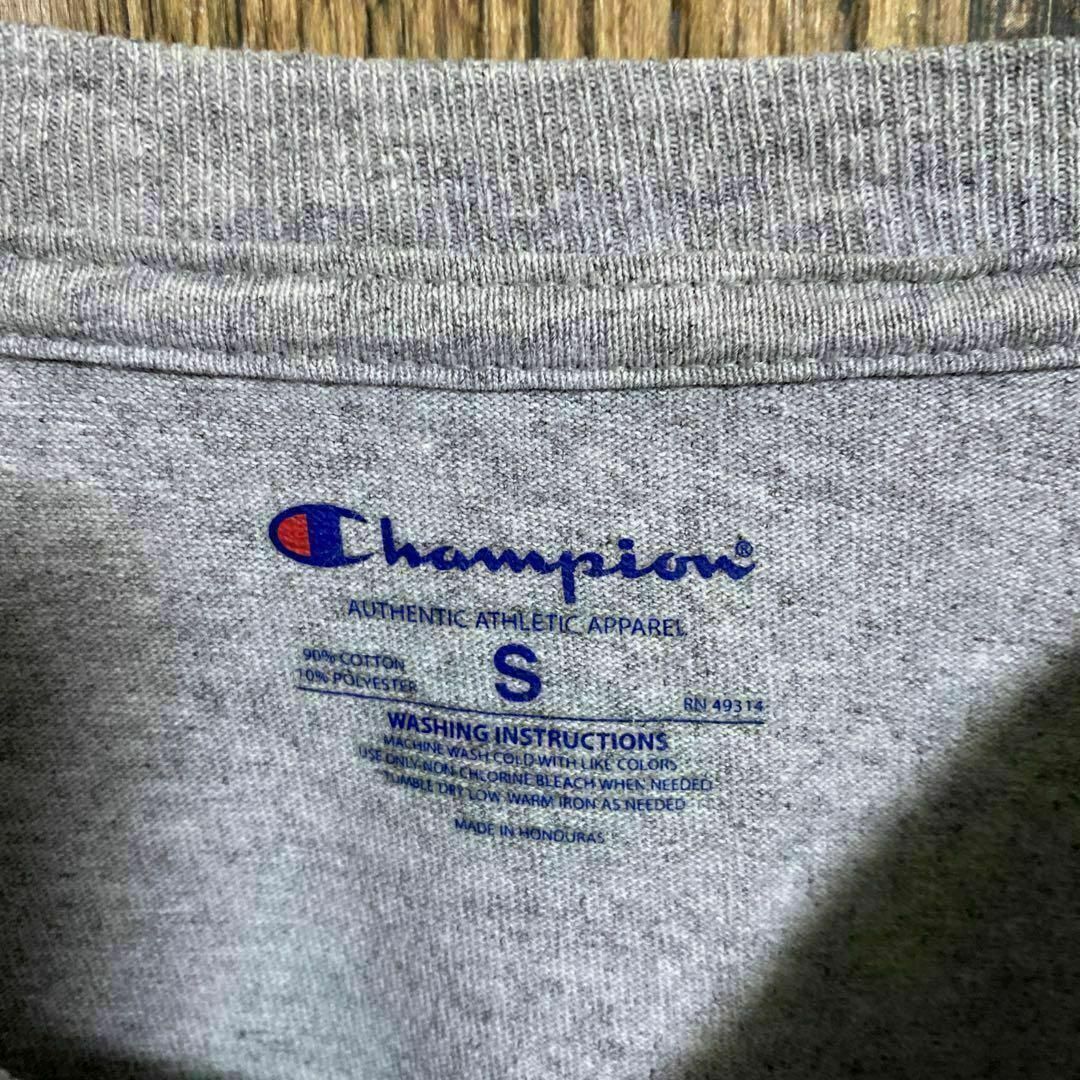 Champion®
AUTHENTIC ATHLETIC APPAREL
90% COTTON
10% POLYESTER
S
RN 49314
WASHING INSTRUCTIONS
MACHINE WASH COLD WITH LIKE COLORS
USE ONLY NON-CHLORINE BLEACH WHEN NEEDED
TUMBLE DRY LOW WARM IRON AS NEEDED
MADE IN HONDURAS